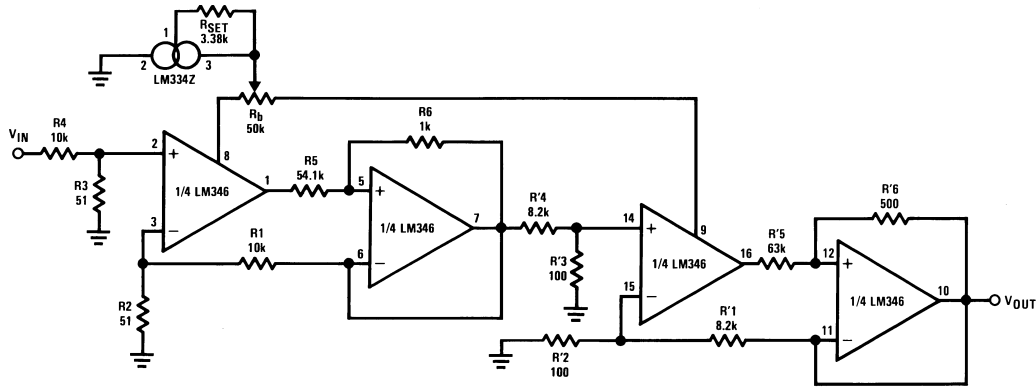 RSET
3.38k
1
2
3
LM334Z
Rb
50k
R6
1k
VIN
R4
10k
2
+
8
R5
54.1k
1
5
+
1/4 LM346
R3
51
3
–
1/4 LM346
7
R'4
8.2k
14
+
9
R'6
500
R1
10k
6
–
R'3
100
1/4 LM346
16
R'5
63k
12
+
R2
51
15
–
1/4 LM346
10
VOUT
R'2
100
R'1
8.2k
11
–